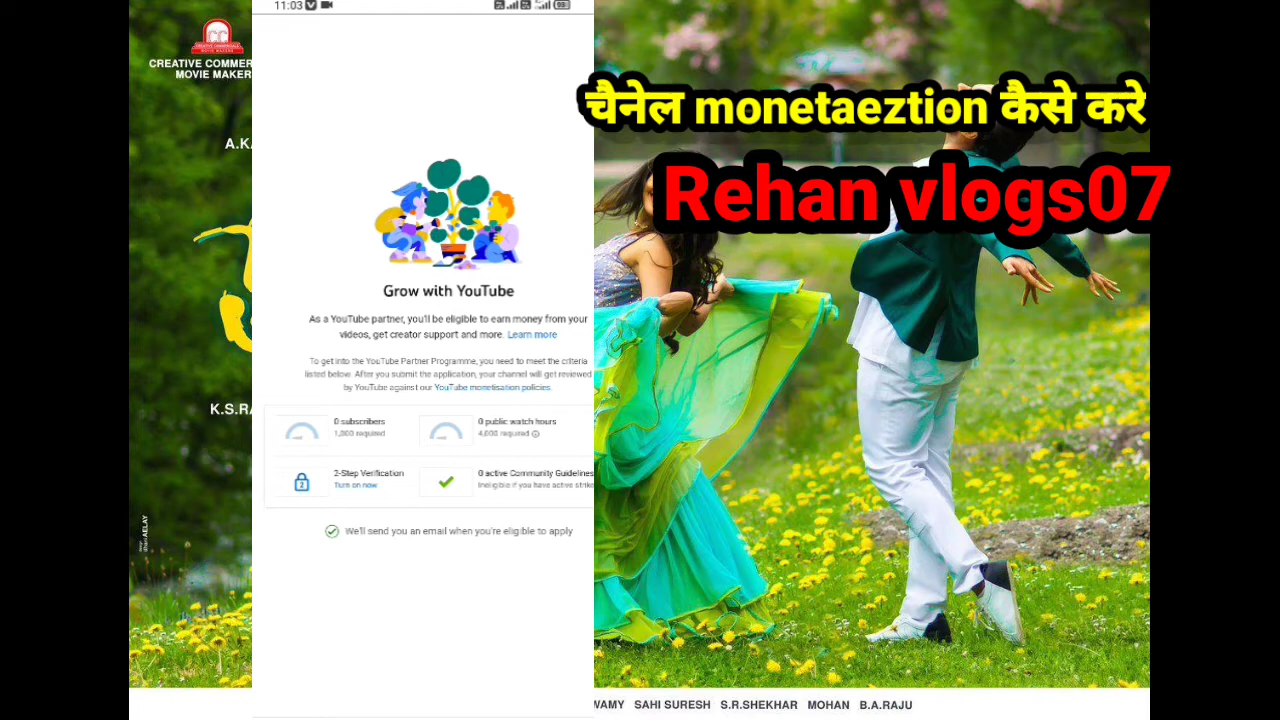 11:03
CREATIVE COMMER
MOVIE MAKER
चैनेल monetaeztion कैसे करे
Rehan vlogs07
A.KA
Grow with YouTube
As a YouTube partner, you'll be eligible to earn money from your
videos, get creator support and more. Learn more
To get into the YouTube Partner Programme, you need to meet the criteria
listed below. After you submit the application, your channel will get reviewed
by YouTube against our YouTube monetisation policies.
K.S.RA
0 subscribers
1,000 required
0 public watch hours
4,000 required
2-Step Verification
Turn on now
0 active Community Guidelines
Ineligible if you have active strike
We'll send you an email when you're eligible to apply
WAMY SAHI SURESH S.R.SHEKHAR MOHAN B.A.RAJU